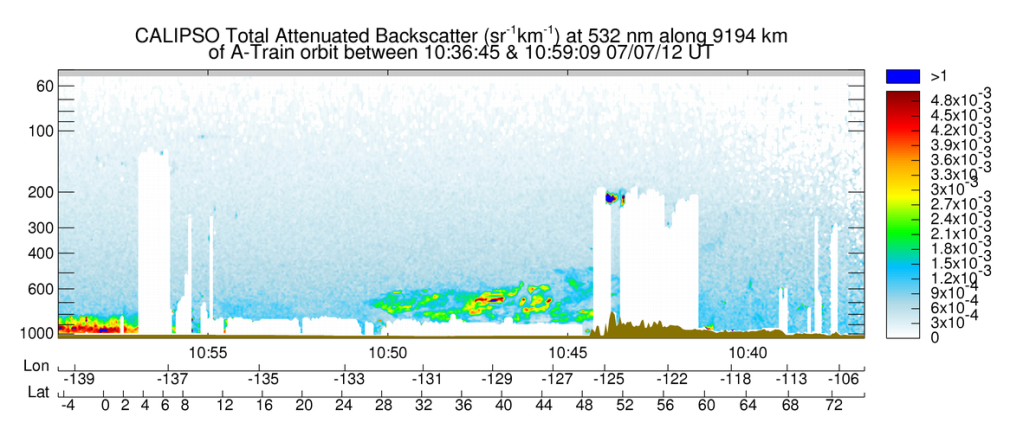 CALIPSO Total Attenuated Backscatter (sr-1km-1) at 532 nm along 9194 km
of A-Train orbit between 10:36:45 & 10:59:09 07/07/12 UT
>1
4.8x10-3
4.5x10-3
4.2x10-3
3.9x10-3
3.6x10-3
3.3x10-3
3x10-3
2.7x10-3
2.4x10-3
2.1x10-3
1.8x10-3
1.5x10-3
1.2x10-3
9x10-4
6x10-4
3x10-4
0
60
100
200
300
400
600
1000
10:55 10:50 10:45 10:40
Lon -139 -137 -135 -133 -131 -129 -127 -125 -122 -118 -113 -106
Lat -4 0 2 4 6 8 12 16 20 24 28 32 36 40 44 48 52 56 60 64 68 72